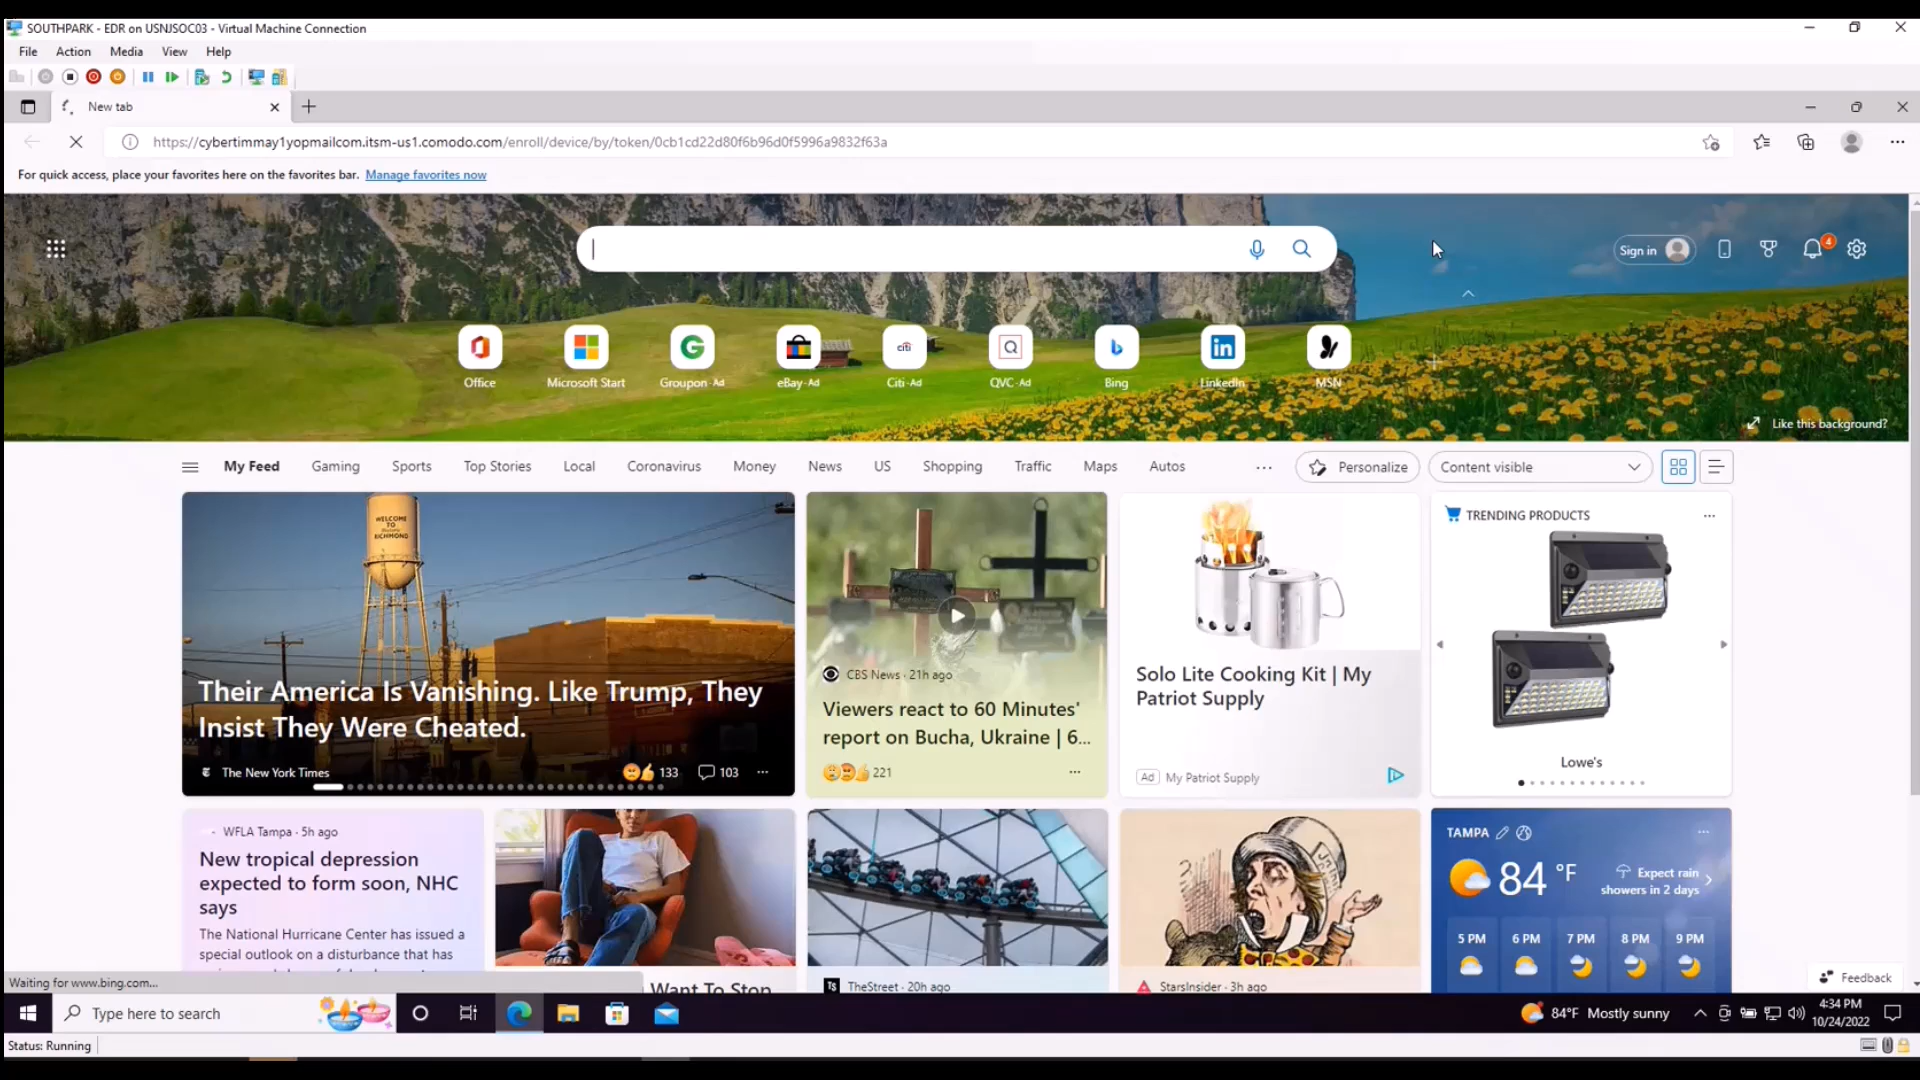 SOUTHPARK - EDR on USNJSOC03 - Virtual Machine Connection
File Action Media View Help
New tab
https://cybertimmay1yopmailcom.itsm-us1.comodo.com/enroll/device/by/token/0cb1cd22d80f6b96d0f5996a9832f63a
For quick access, place your favorites here on the favorites bar. Manage favorites now
Sign in
4
Office
Microsoft Start
Groupon · Ad
eBay · Ad
citi
Citi · Ad
QVC · Ad
Bing
LinkedIn
MSN
Like this background?
My Feed Gaming Sports Top Stories Local Coronavirus Money News US Shopping Traffic Maps Autos ... Personalize Content visible
WELCOME
TO
RICHMOND
Their America Is Vanishing. Like Trump, They
Insist They Were Cheated.
The New York Times
133
103
CBS News · 21h ago
Viewers react to 60 Minutes'
report on Bucha, Ukraine | 6...
221
Solo Lite Cooking Kit | My
Patriot Supply
Ad My Patriot Supply
TRENDING PRODUCTS
Lowe's
WFLA Tampa · 5h ago
New tropical depression
expected to form soon, NHC
says
The National Hurricane Center has issued a
special outlook on a disturbance that has
Want To Stop
TS TheStreet · 20h ago
StarsInsider · 3h ago
TAMPA
84 °F
Expect rain
showers in 2 days
5 PM 6 PM 7 PM 8 PM 9 PM
Feedback
Waiting for www.bing.com...
Type here to search
84°F Mostly sunny
4:34 PM
10/24/2022
Status: Running